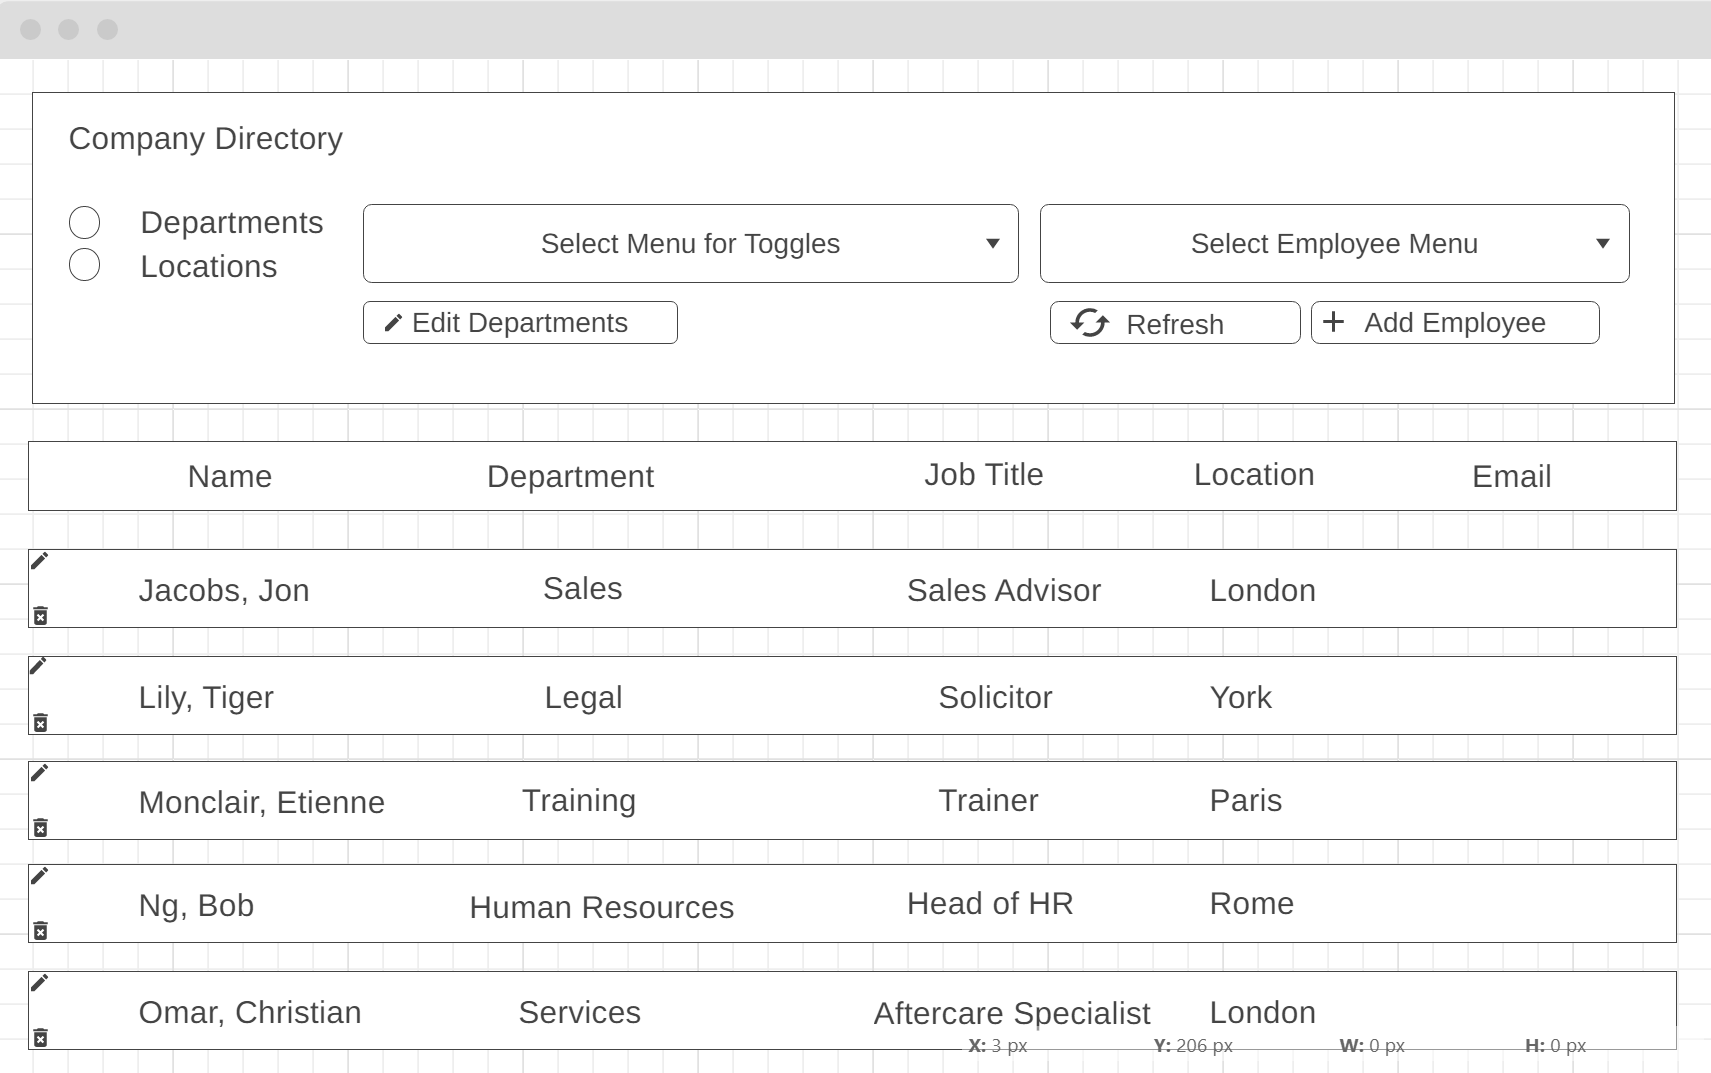 Company Directory
Departments
Locations
Select Menu for Toggles
Select Employee Menu
Edit Departments
Refresh
Add Employee
Name Department Job Title Location Email
Jacobs, Jon Sales Sales Advisor London
Lily, Tiger Legal Solicitor York
Monclair, Etienne Training Trainer Paris
Ng, Bob Human Resources Head of HR Rome
Omar, Christian Services Aftercare Specialist London
X: 3 px Y: 206 px W: 0 px H: 0 px